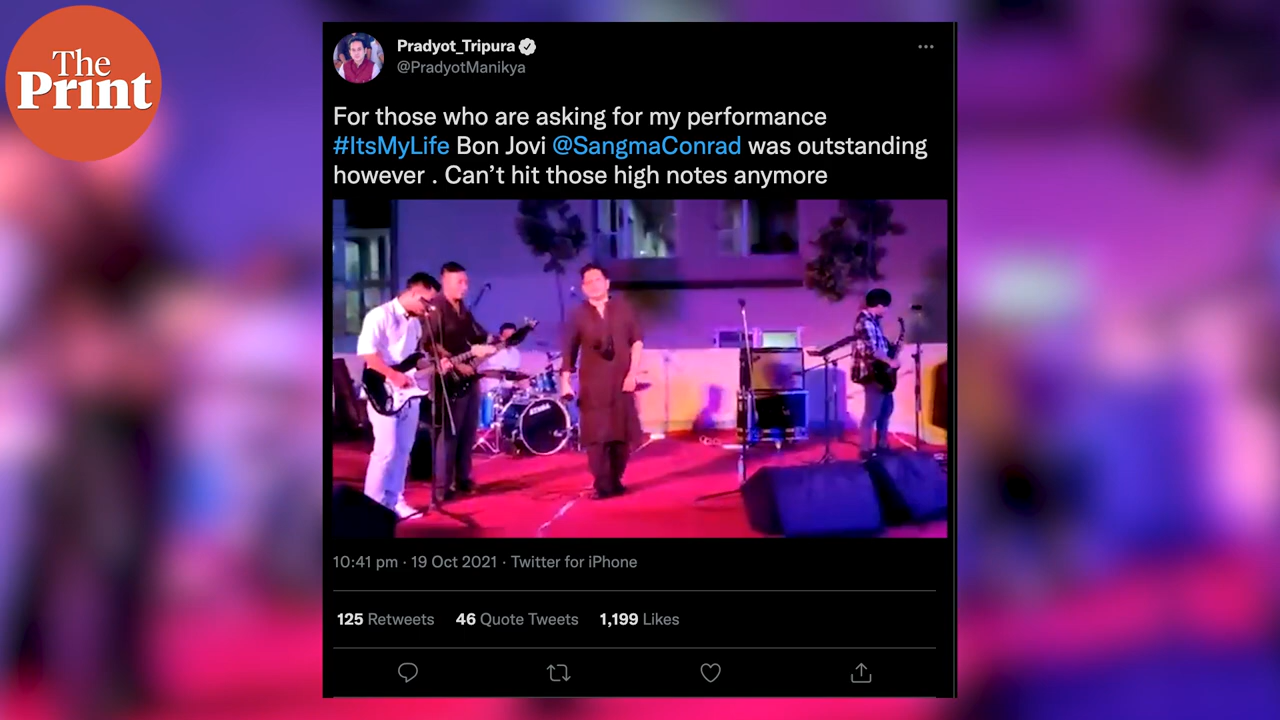 The
Print
Pradyot_Tripura
@PradyotManikya
For those who are asking for my performance
#ItsMyLife Bon Jovi @SangmaConrad was outstanding
however . Can’t hit those high notes anymore
TAMA
10:41 pm · 19 Oct 2021 · Twitter for iPhone
125 Retweets 46 Quote Tweets 1,199 Likes